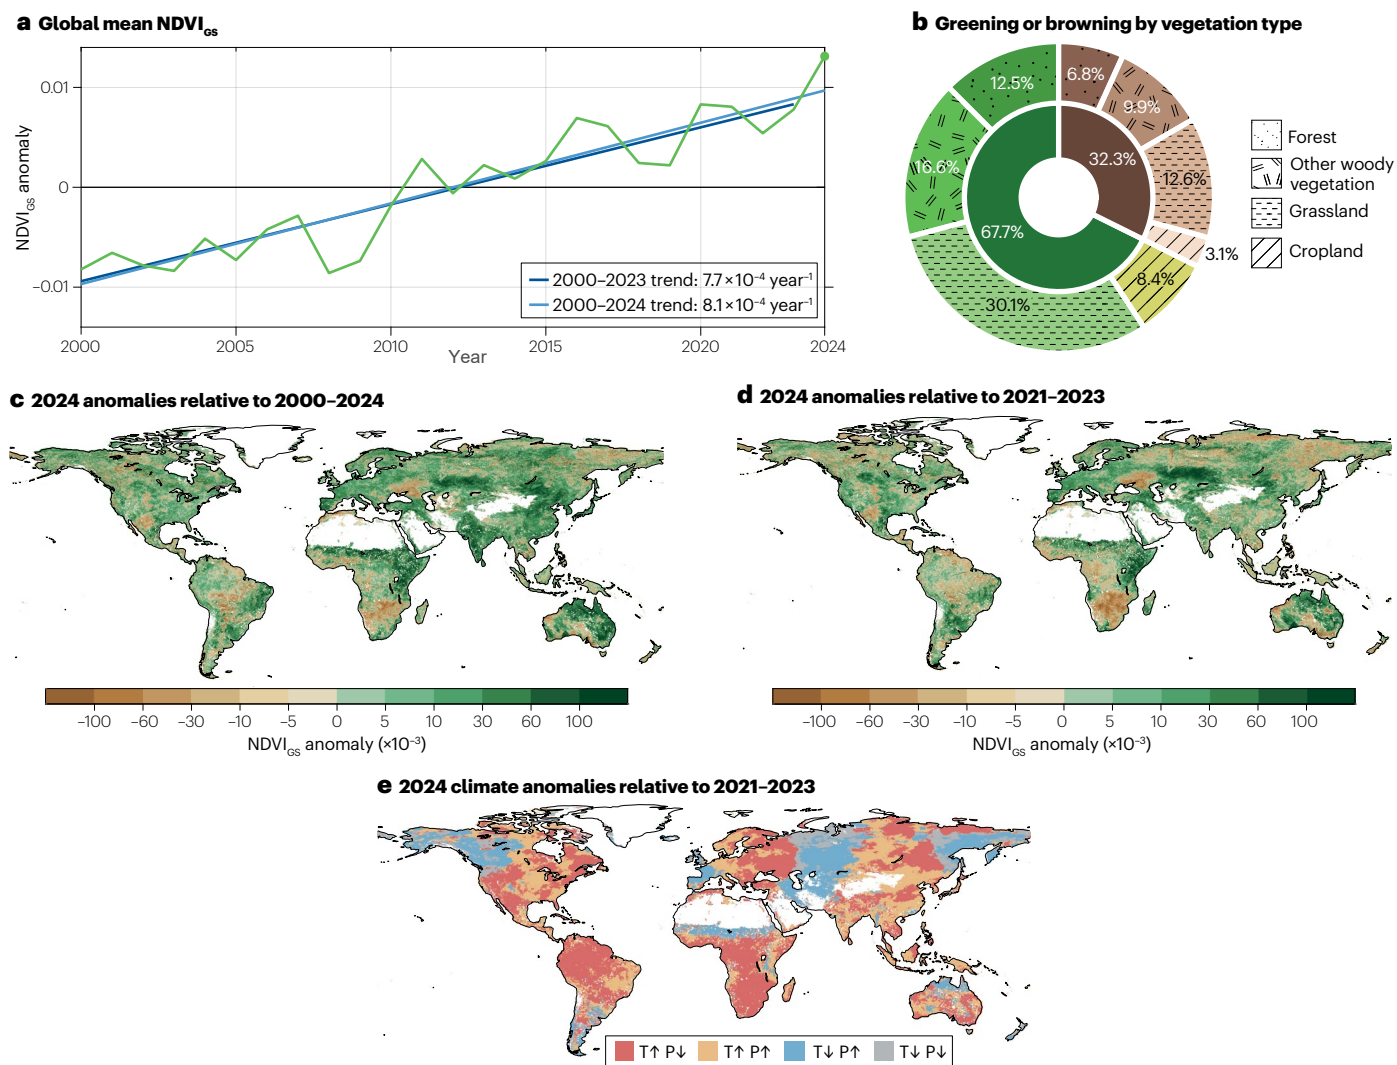 a Global mean NDVI_GS
0.01
0
−0.01
NDVI_GS anomaly
2000–2023 trend: 7.7 × 10⁻⁴ year⁻¹
2000–2024 trend: 8.1 × 10⁻⁴ year⁻¹
2000 2005 2010 2015 2020 2024
Year
b Greening or browning by vegetation type
12.5%
6.8%
9.9%
16.6%
32.3%
12.6%
67.7%
3.1%
8.4%
30.1%
Forest
Other woody
vegetation
Grassland
Cropland
c 2024 anomalies relative to 2000–2024
−100 −60 −30 −10 −5 0 5 10 30 60 100
NDVI_GS anomaly (×10⁻³)
d 2024 anomalies relative to 2021–2023
−100 −60 −30 −10 −5 0 5 10 30 60 100
NDVI_GS anomaly (×10⁻³)
e 2024 climate anomalies relative to 2021–2023
T↑ P↓ T↑ P↑ T↓ P↑ T↓ P↓